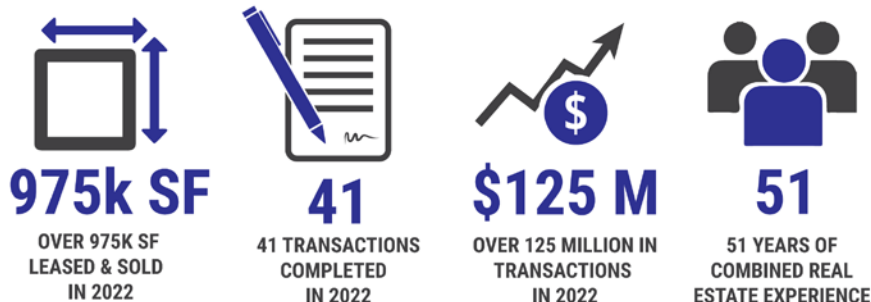 $
975k SF
OVER 975K SF
LEASED & SOLD
IN 2022
41
41 TRANSACTIONS
COMPLETED
IN 2022
$125 M
OVER 125 MILLION IN
TRANSACTIONS
IN 2022
51
51 YEARS OF
COMBINED REAL
ESTATE EXPERIENCE